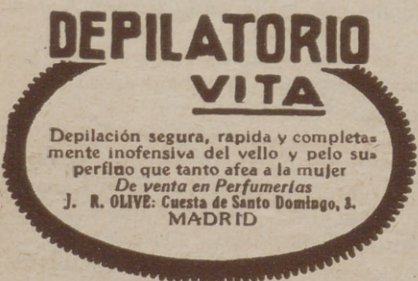 DEPILATORIO
VITA
Depilación segura, rapida y completa=
mente inofensiva del vello y pelo su=
perfluo que tanto afea a la mujer
De venta en Perfumerías
J. R. OLIVE: Cuesta de Santo Domingo, 3.
MADRID